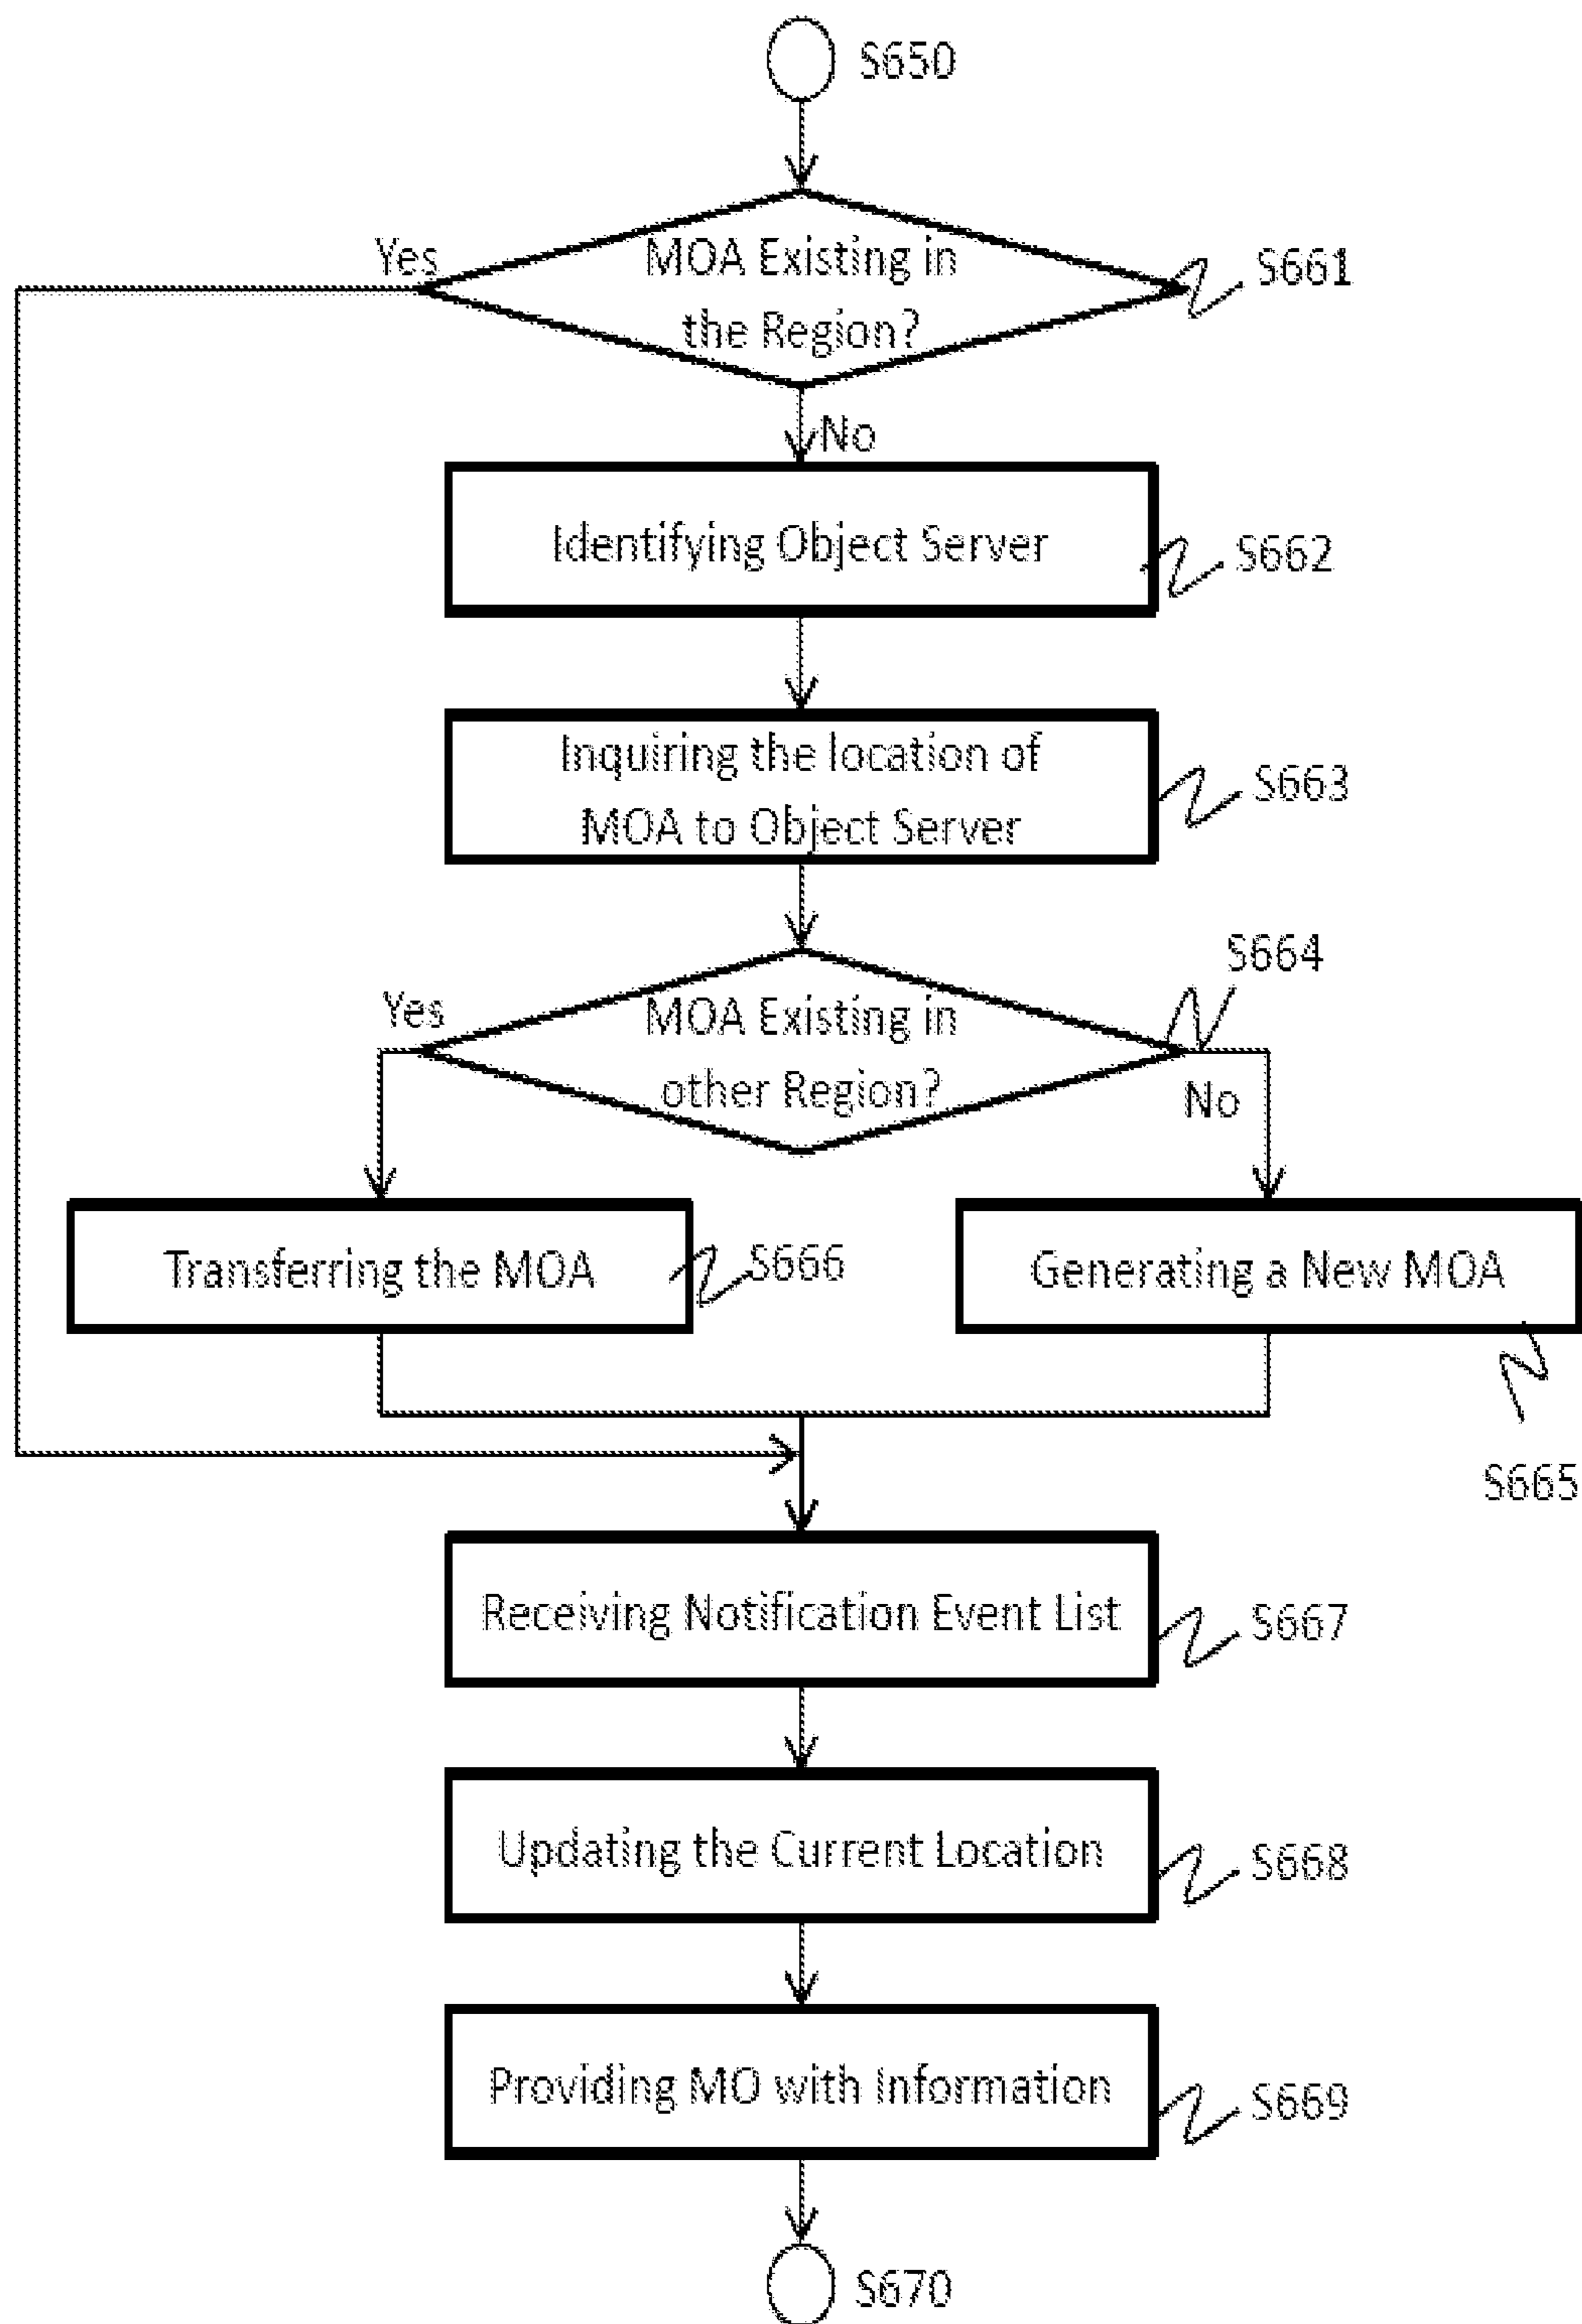 S650
Yes
MOA Existing in
the Region?
S661
No
Identifying Object Server
S662
Inquiring the location of
MOA to Object Server
S663
S664
Yes
MOA Existing in
other Region?
No
Transferring the MOA
S666
Generating a New MOA
S665
Receiving Notification Event List
S667
Updating the Current Location
S668
Providing MO with Information
S669
S670